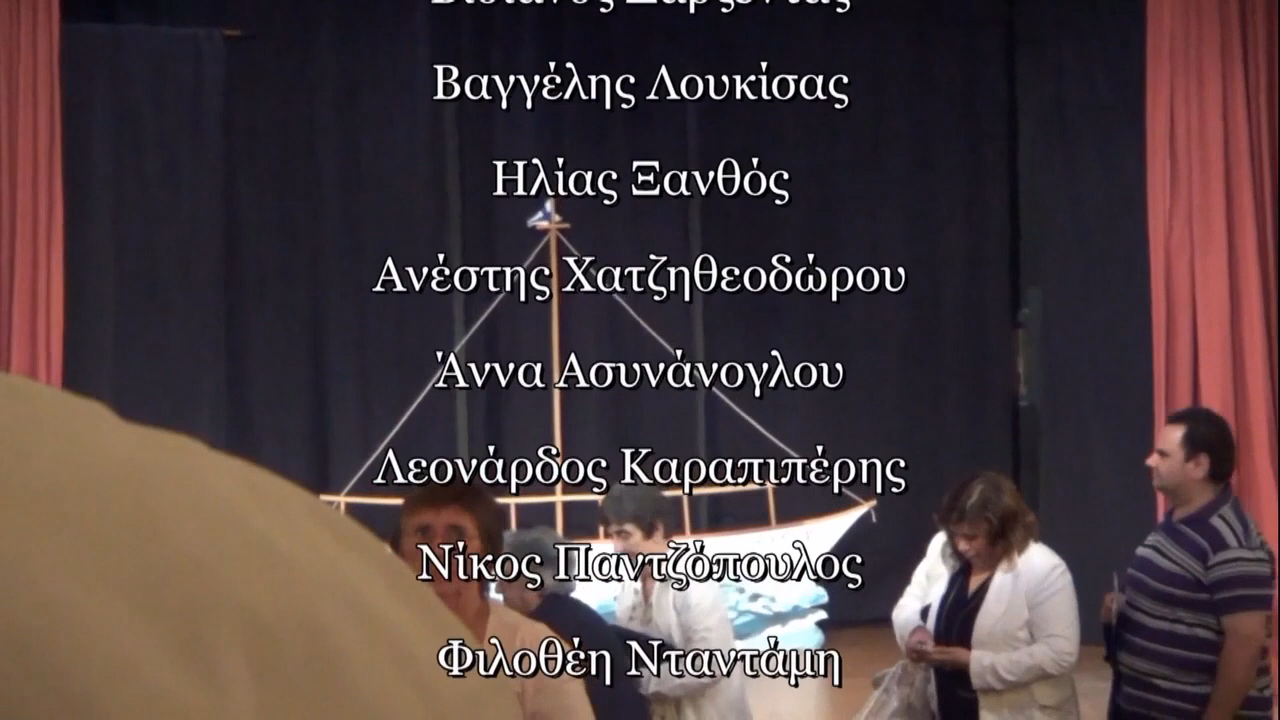 Βαγγέλης Λουκίσας
Ηλίας Ξανθός
Ανέστης Χατζηθεοδώρου
Άννα Ασυνάνογλου
Λεονάρδος Καραπιπέρης
Νίκος Παντζόπουλος
Φιλοθέη Νταντάμη